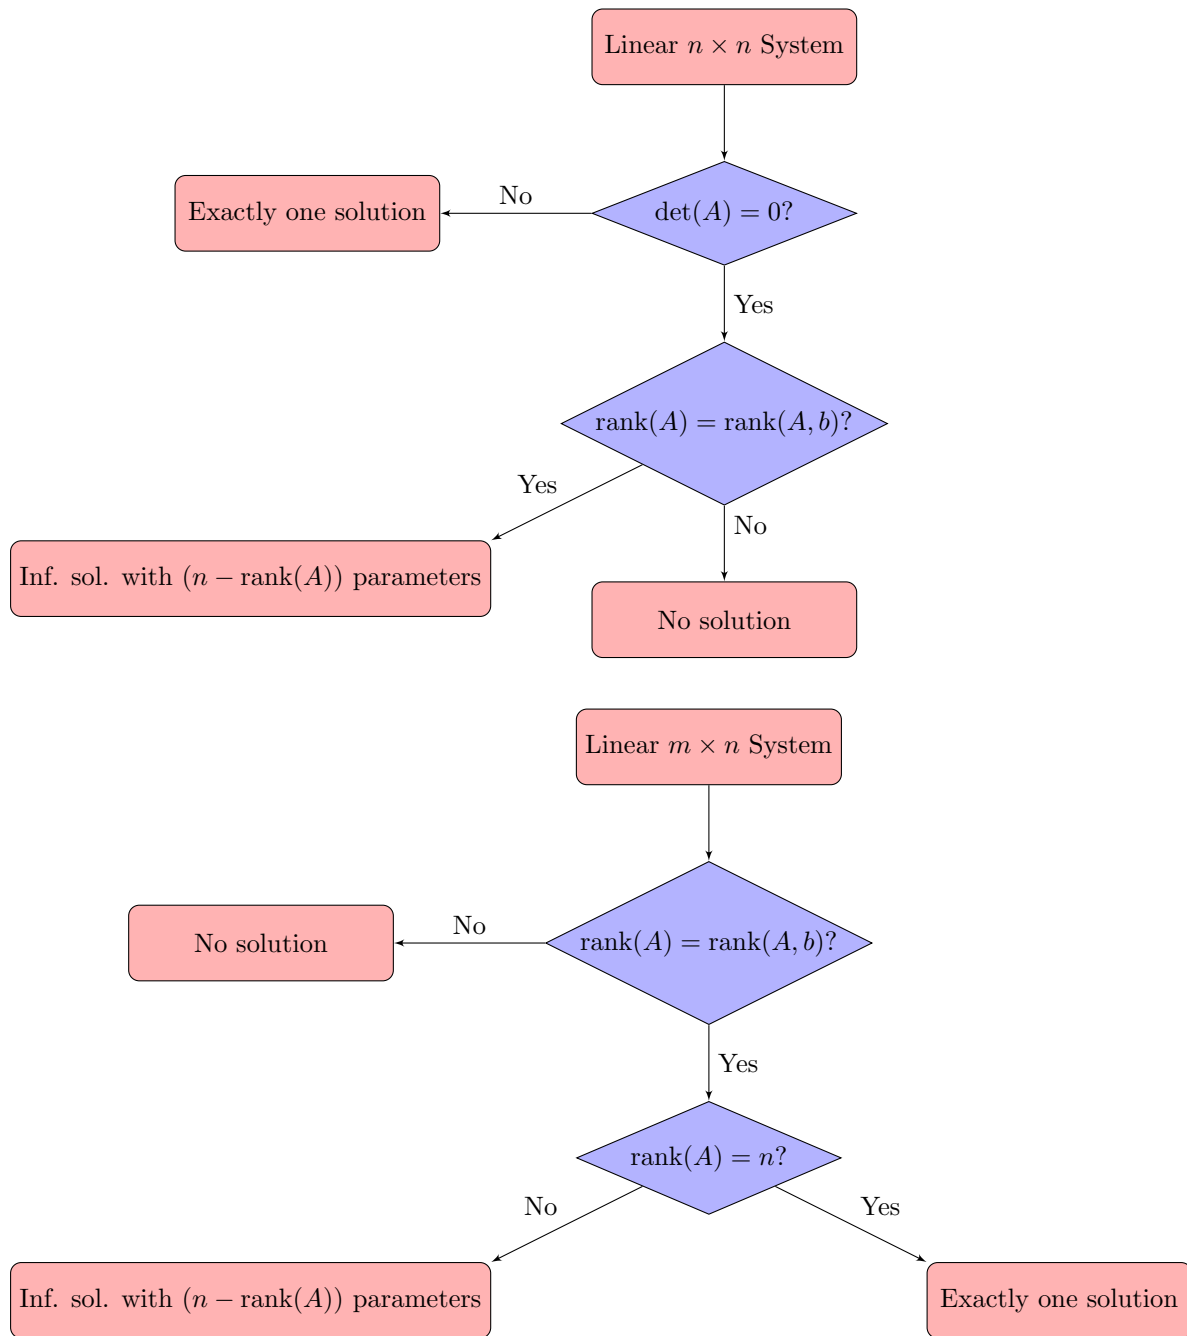 Linear n × n System
Exactly one solution
No
det(A) = 0?
Yes
rank(A) = rank(A, b)?
Yes
No
Inf. sol. with (n − rank(A)) parameters
No solution
Linear m × n System
No solution
No
rank(A) = rank(A, b)?
Yes
rank(A) = n?
No
Yes
Inf. sol. with (n − rank(A)) parameters
Exactly one solution